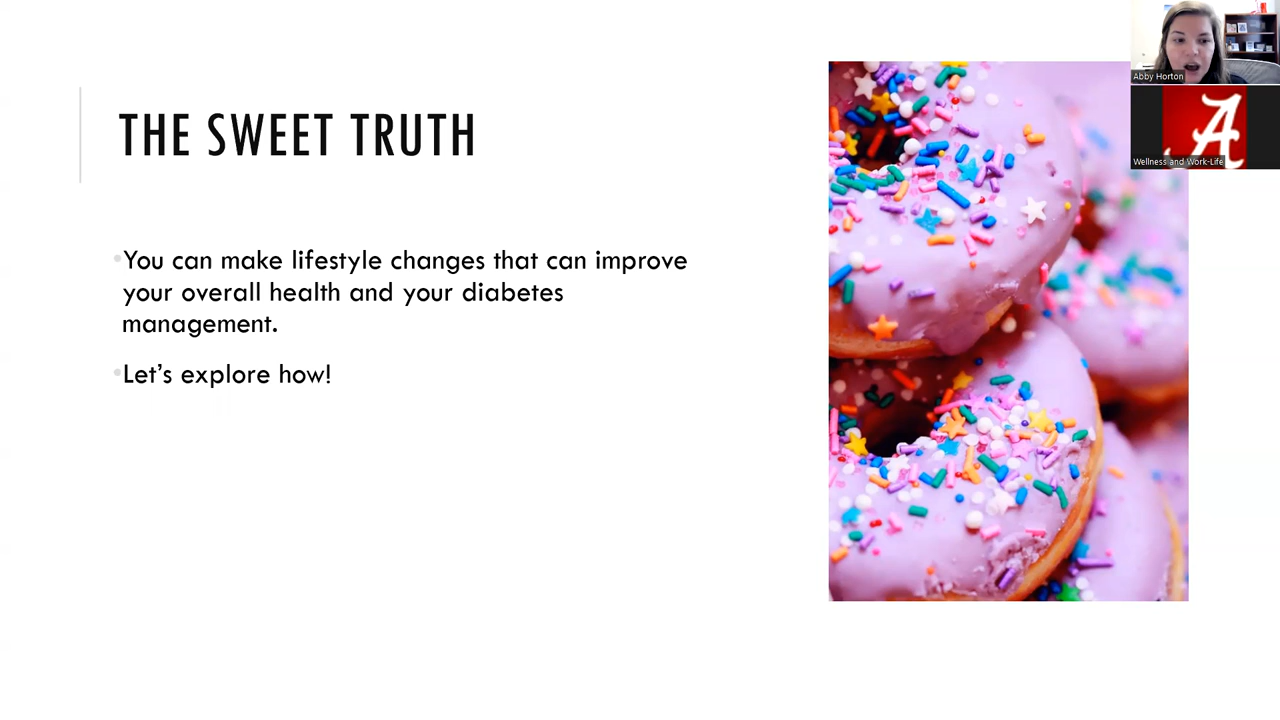 THE SWEET TRUTH
•You can make lifestyle changes that can improve
your overall health and your diabetes
management.
•Let's explore how!
Abby Horton
A
Wellness and Work-Life